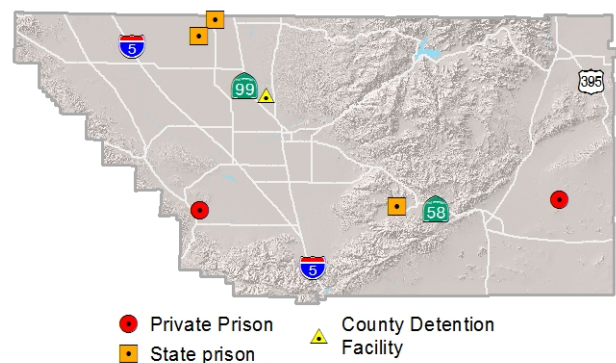 5
99
395
58
5
Private Prison
State prison
County Detention
Facility